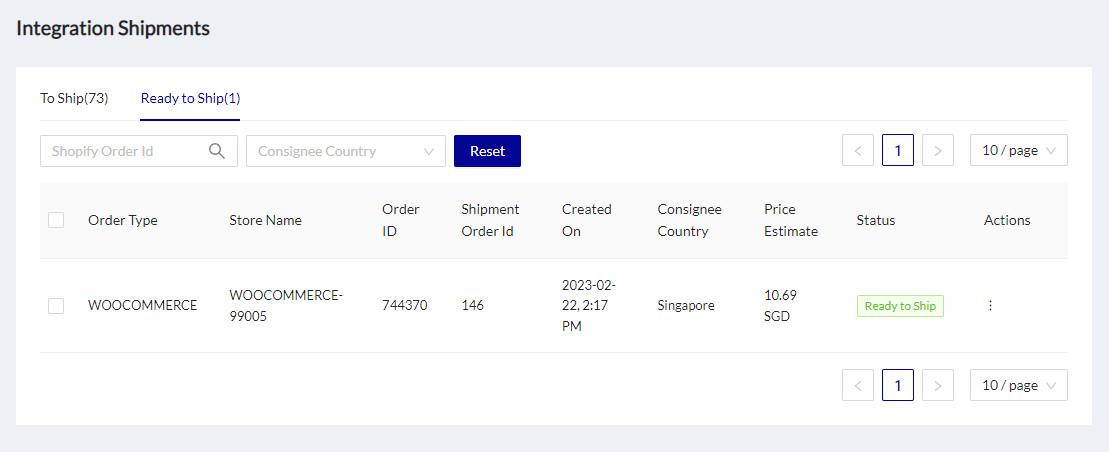 Integration Shipments
To Ship(73) Ready to Ship(1)
Shopify Order Id Consignee Country Reset < 1 > 10 / page
Order Type Store Name Order ID Shipment Order Id Created On Consignee Country Price Estimate Status Actions
WOOCOMMERCE WOOCOMMERCE-99005 744370 146 2023-02-22, 2:17 PM Singapore 10.69 SGD Ready to Ship
< 1 > 10 / page